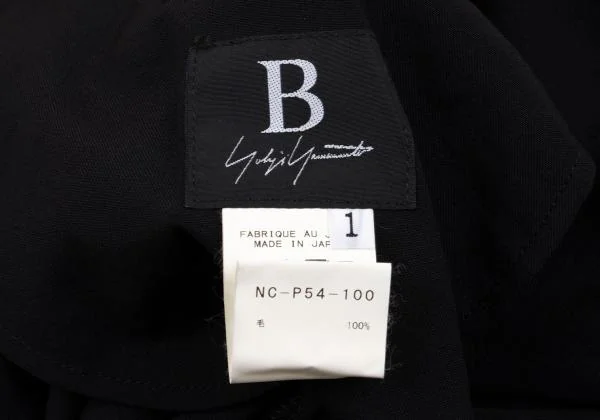 B
Yohji Yamamoto
FABRIQUE AU J
MADE IN JAP
1
NC-P54-100
毛 100%